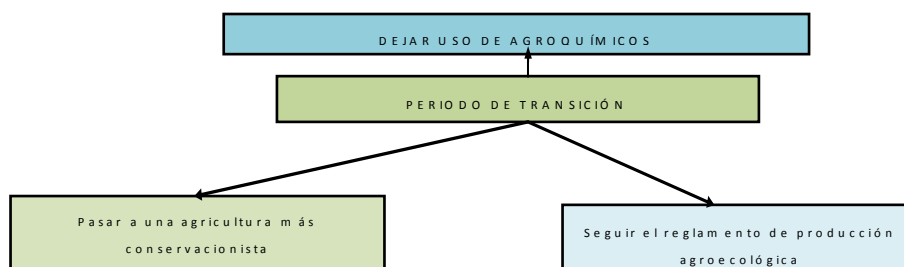 DEJAR USO DE AGROQUÍMICOS
PERIODO DE TRANSICIÓN
Pasar a una agricultura más
conservacionista
Seguir el reglamento de producción
agroecológica